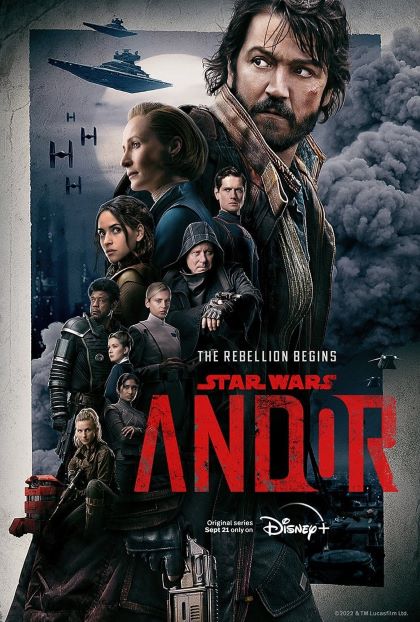 THE REBELLION BEGINS
STAR WARS
ANDOR
Original series
Sept 21 only on
Disney+
©2022 & TM Lucasfilm Ltd.